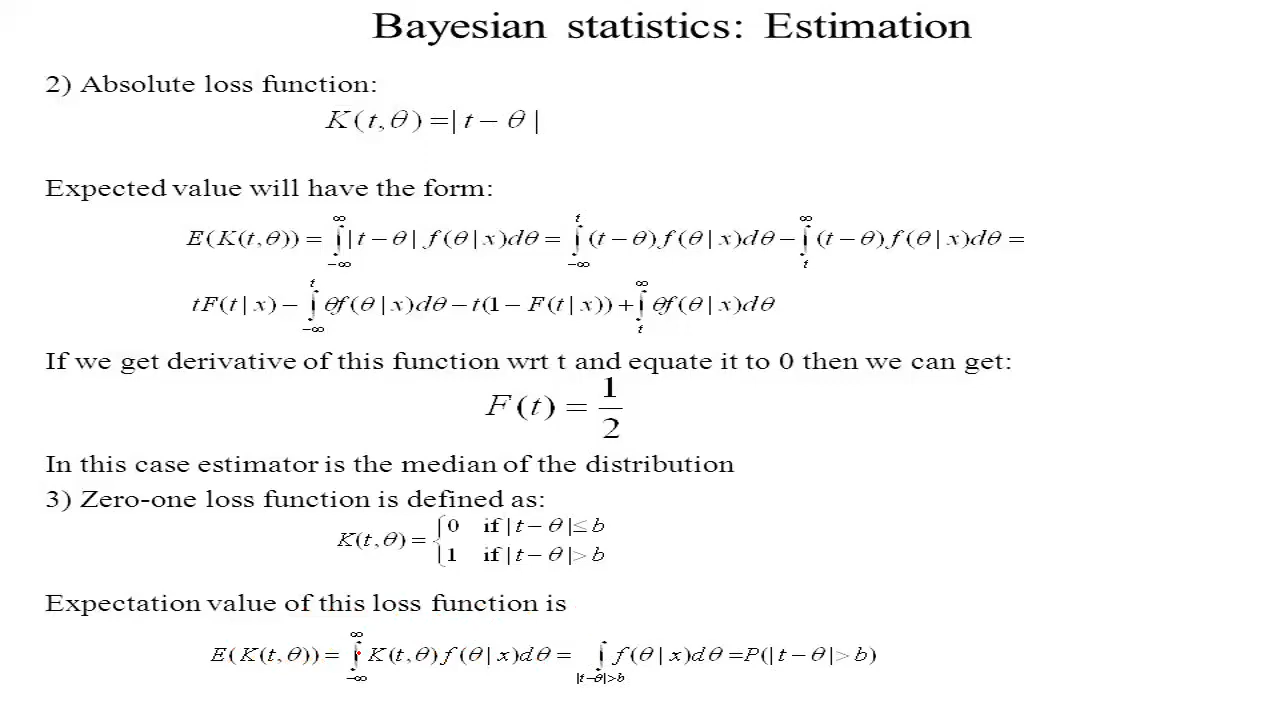 Bayesian statistics: Estimation
2) Absolute loss function:
K(t,θ) =| t − θ |
Expected value will have the form:
E(K(t,θ)) = ∫_{−∞}^{∞} | t − θ | f(θ | x)dθ = ∫_{−∞}^{t} (t − θ) f(θ | x)dθ − ∫_{t}^{∞} (t − θ) f(θ | x)dθ =
tF(t | x) − ∫_{−∞}^{t} θf(θ | x)dθ − t(1 − F(t | x)) + ∫_{t}^{∞} θf(θ | x)dθ
If we get derivative of this function wrt t and equate it to 0 then we can get:
F(t) = 1/2
In this case estimator is the median of the distribution
3) Zero-one loss function is defined as:
K(t,θ) = { 0 if | t − θ |≤ b
1 if | t − θ |> b
Expectation value of this loss function is
E(K(t,θ)) = ∫_{−∞}^{∞} K(t,θ) f(θ | x)dθ = ∫_{|t−θ|>b} f(θ | x)dθ =P(| t − θ |> b)